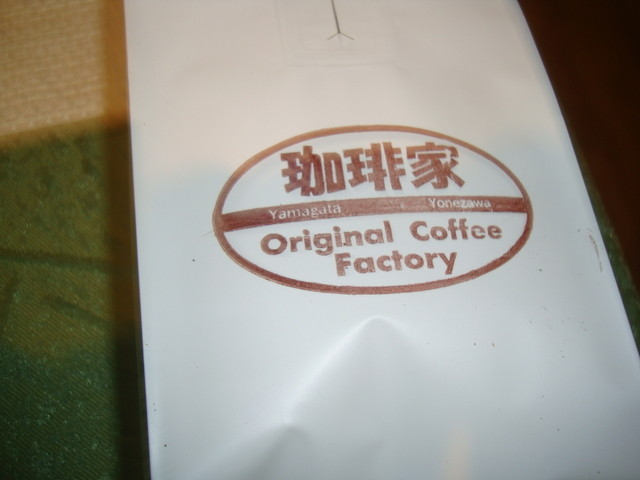 珈琲家
Yamagata Yonezawa
Original Coffee
Factory